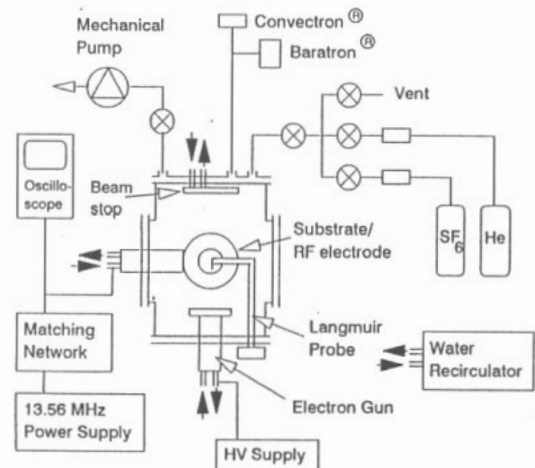 Mechanical
Pump
Convectron ®
Baratron ®
Vent
Oscillo-
scope
Beam
stop
Substrate/
RF electrode
SF6
He
Matching
Network
Langmuir
Probe
Water
Recirculator
13.56 MHz
Power Supply
Electron Gun
HV Supply